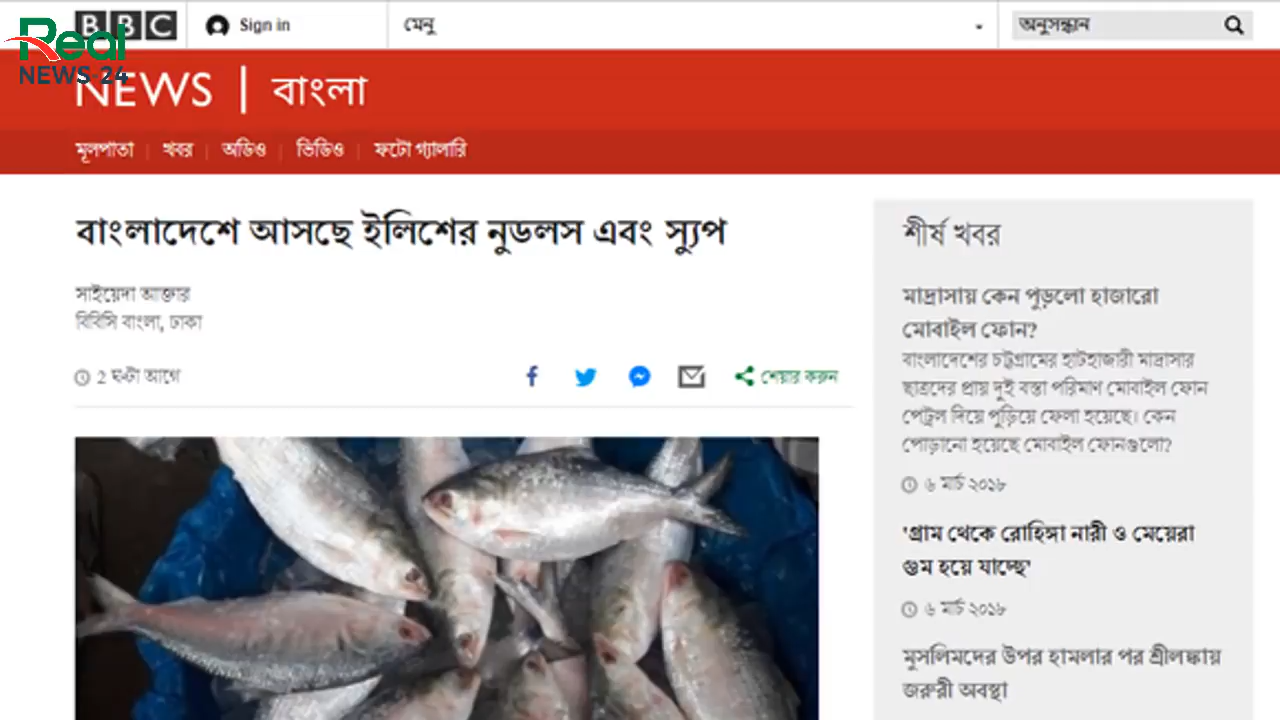 BBC
Sign in
মেনু
অনুসন্ধান
Real
NEWS-24
NEWS | বাংলা
মূলপাতা
খবর
অডিও
ভিডিও
ফটো গ্যালারি
বাংলাদেশে আসছে ইলিশের নুডলস এবং স্যুপ
সাইয়েদা আক্তার
বিবিসি বাংলা, ঢাকা
2 ঘণ্টা আগে
শেয়ার করুন
শীর্ষ খবর
মাদ্রাসায় কেন পুড়লো হাজারো
মোবাইল ফোন?
বাংলাদেশের চট্টগ্রামের হাটহাজারী মাদ্রাসার
ছাত্রদের প্রায় দুই বস্তা পরিমাণ মোবাইল ফোন
পেট্রল দিয়ে পুড়িয়ে ফেলা হয়েছে। কেন
পোড়ানো হয়েছে মোবাইল ফোনগুলো?
৬ মার্চ ২০১৮
'গ্রাম থেকে রোহিঙ্গা নারী ও মেয়েরা
গুম হয়ে যাচ্ছে'
৬ মার্চ ২০১৮
মুসলিমদের উপর হামলার পর শ্রীলঙ্কায়
জরুরী অবস্থা